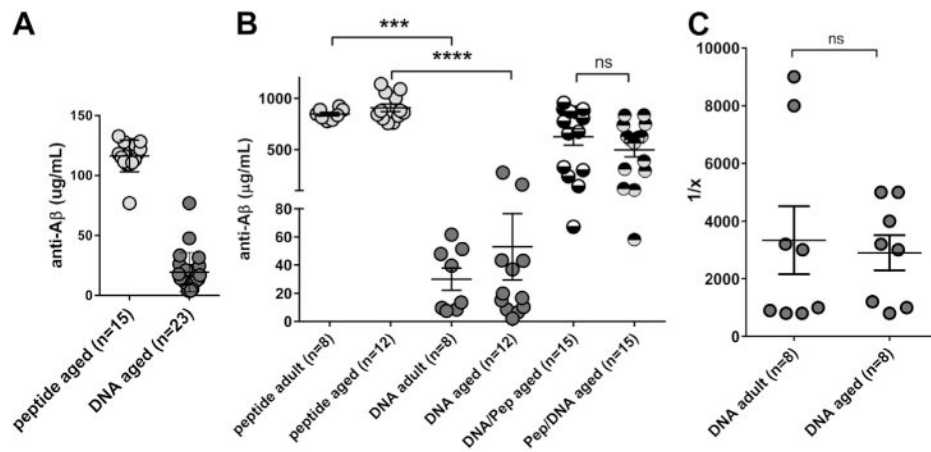 A
anti-Aβ (ug/mL)
150
100
50
0
peptide aged (n=15)
DNA aged (n=23)
B
***
****
ns
anti-Aβ (µg/mL)
1000
500
60
40
20
0
peptide adult (n=8)
peptide aged (n=12)
DNA adult (n=8)
DNA aged (n=12)
DNA/Pep aged (n=15)
Pep/DNA aged (n=15)
C
ns
1/x
10000
8000
6000
4000
2000
0
DNA adult (n=8)
DNA aged (n=8)